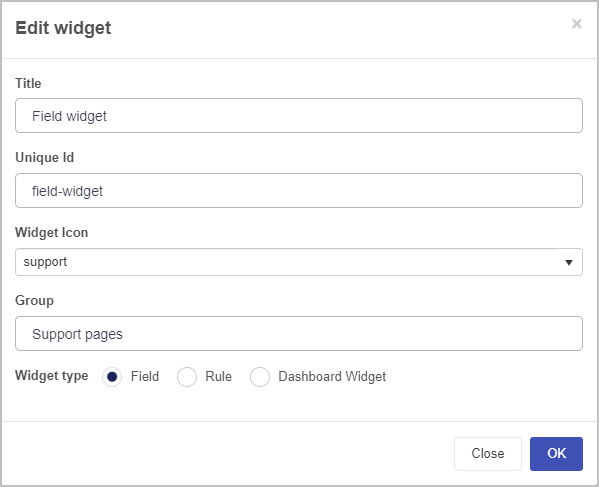 Edit widget ×
Title
Field widget
Unique Id
field-widget
Widget Icon
support
Group
Support pages
Widget type Field Rule Dashboard Widget
Close OK